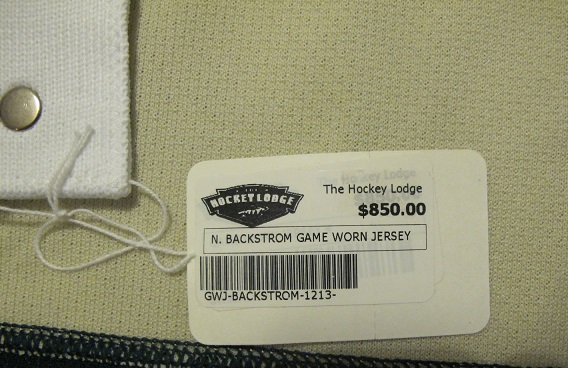 HOCKEY LODGE
The Hockey Lodge
$850.00
N. BACKSTROM GAME WORN JERSEY
GWJ-BACKSTROM-1213-